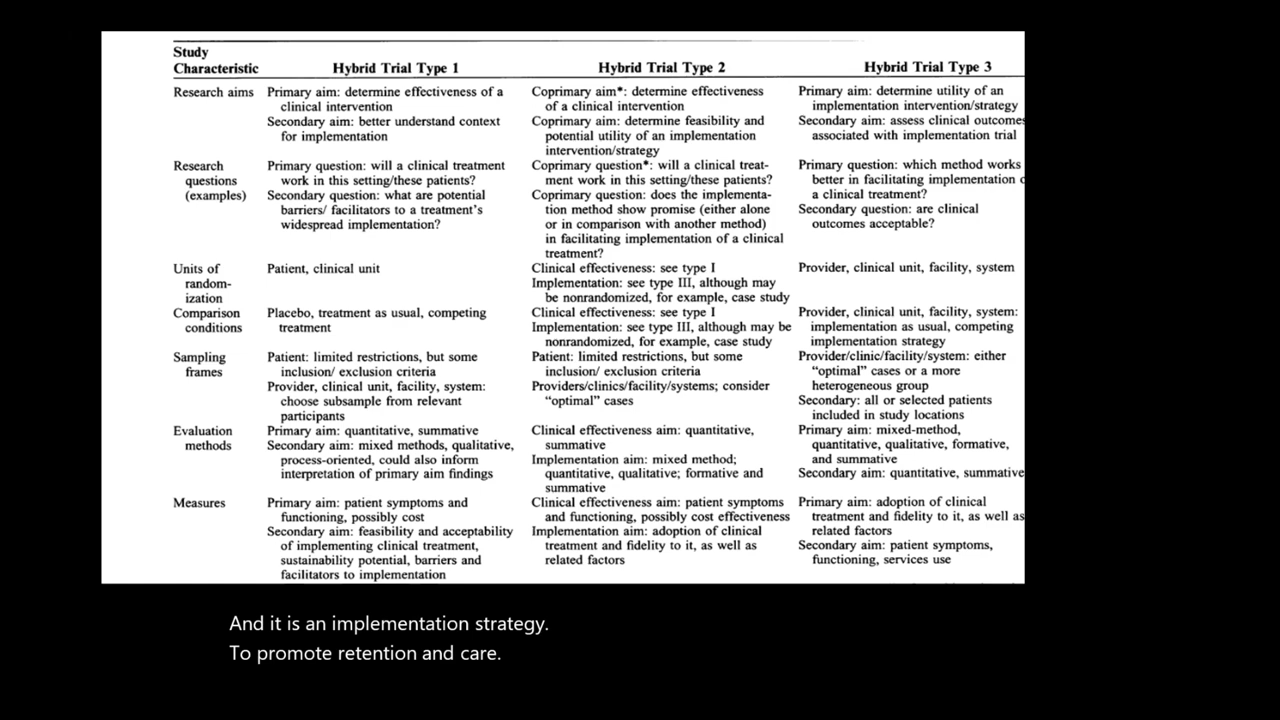 Study
Characteristic
Hybrid Trial Type 1
Hybrid Trial Type 2
Hybrid Trial Type 3
Research aims
Primary aim: determine effectiveness of a
clinical intervention
Secondary aim: better understand context
for implementation
Coprimary aim*: determine effectiveness
of a clinical intervention
Coprimary aim: determine feasibility and
potential utility of an implementation
intervention/strategy
Primary aim: determine utility of an
implementation intervention/strategy
Secondary aim: assess clinical outcomes
associated with implementation trial
Research
questions
(examples)
Primary question: will a clinical treatment
work in this setting/these patients?
Secondary question: what are potential
barriers/ facilitators to a treatment's
widespread implementation?
Coprimary question*: will a clinical treat-
ment work in this setting/these patients?
Coprimary question: does the implementa-
tion method show promise (either alone
or in comparison with another method)
in facilitating implementation of a clinical
treatment?
Primary question: which method works
better in facilitating implementation
a clinical treatment?
Secondary question: are clinical
outcomes acceptable?
Units of
random-
ization
Patient, clinical unit
Clinical effectiveness: see type I
Implementation: see type III, although may
be nonrandomized, for example, case study
Provider, clinical unit, facility, system
Comparison
conditions
Placebo, treatment as usual, competing
treatment
Clinical effectiveness: see type I
Implementation: see type III, although may be
nonrandomized, for example, case study
Provider, clinical unit, facility, system:
implementation as usual, competing
implementation strategy
Sampling
frames
Patient: limited restrictions, but some
inclusion/ exclusion criteria
Provider, clinical unit, facility, system:
choose subsample from relevant
participants
Patient: limited restrictions, but some
inclusion/ exclusion criteria
Providers/clinics/facility/systems; consider
"optimal" cases
Provider/clinic/facility/system: either
"optimal" cases or a more
heterogeneous group
Secondary: all or selected patients
included in study locations
Evaluation
methods
Primary aim: quantitative, summative
Secondary aim: mixed methods, qualitative,
process-oriented, could also inform
interpretation of primary aim findings
Clinical effectiveness aim: quantitative,
summative
Implementation aim: mixed method;
quantitative, qualitative; formative and
summative
Primary aim: mixed-method,
quantitative, qualitative, formative,
and summative
Secondary aim: quantitative, summative
Measures
Primary aim: patient symptoms and
functioning, possibly cost
Secondary aim: feasibility and acceptability
of implementing clinical treatment,
sustainability potential, barriers and
facilitators to implementation
Clinical effectiveness aim: patient symptoms
and functioning, possibly cost effectiveness
Implementation aim: adoption of clinical
treatment and fidelity to it, as well as
related factors
Primary aim: adoption of clinical
treatment and fidelity to it, as well as
related factors
Secondary aim: patient symptoms,
functioning, services use
And it is an implementation strategy.
To promote retention and care.